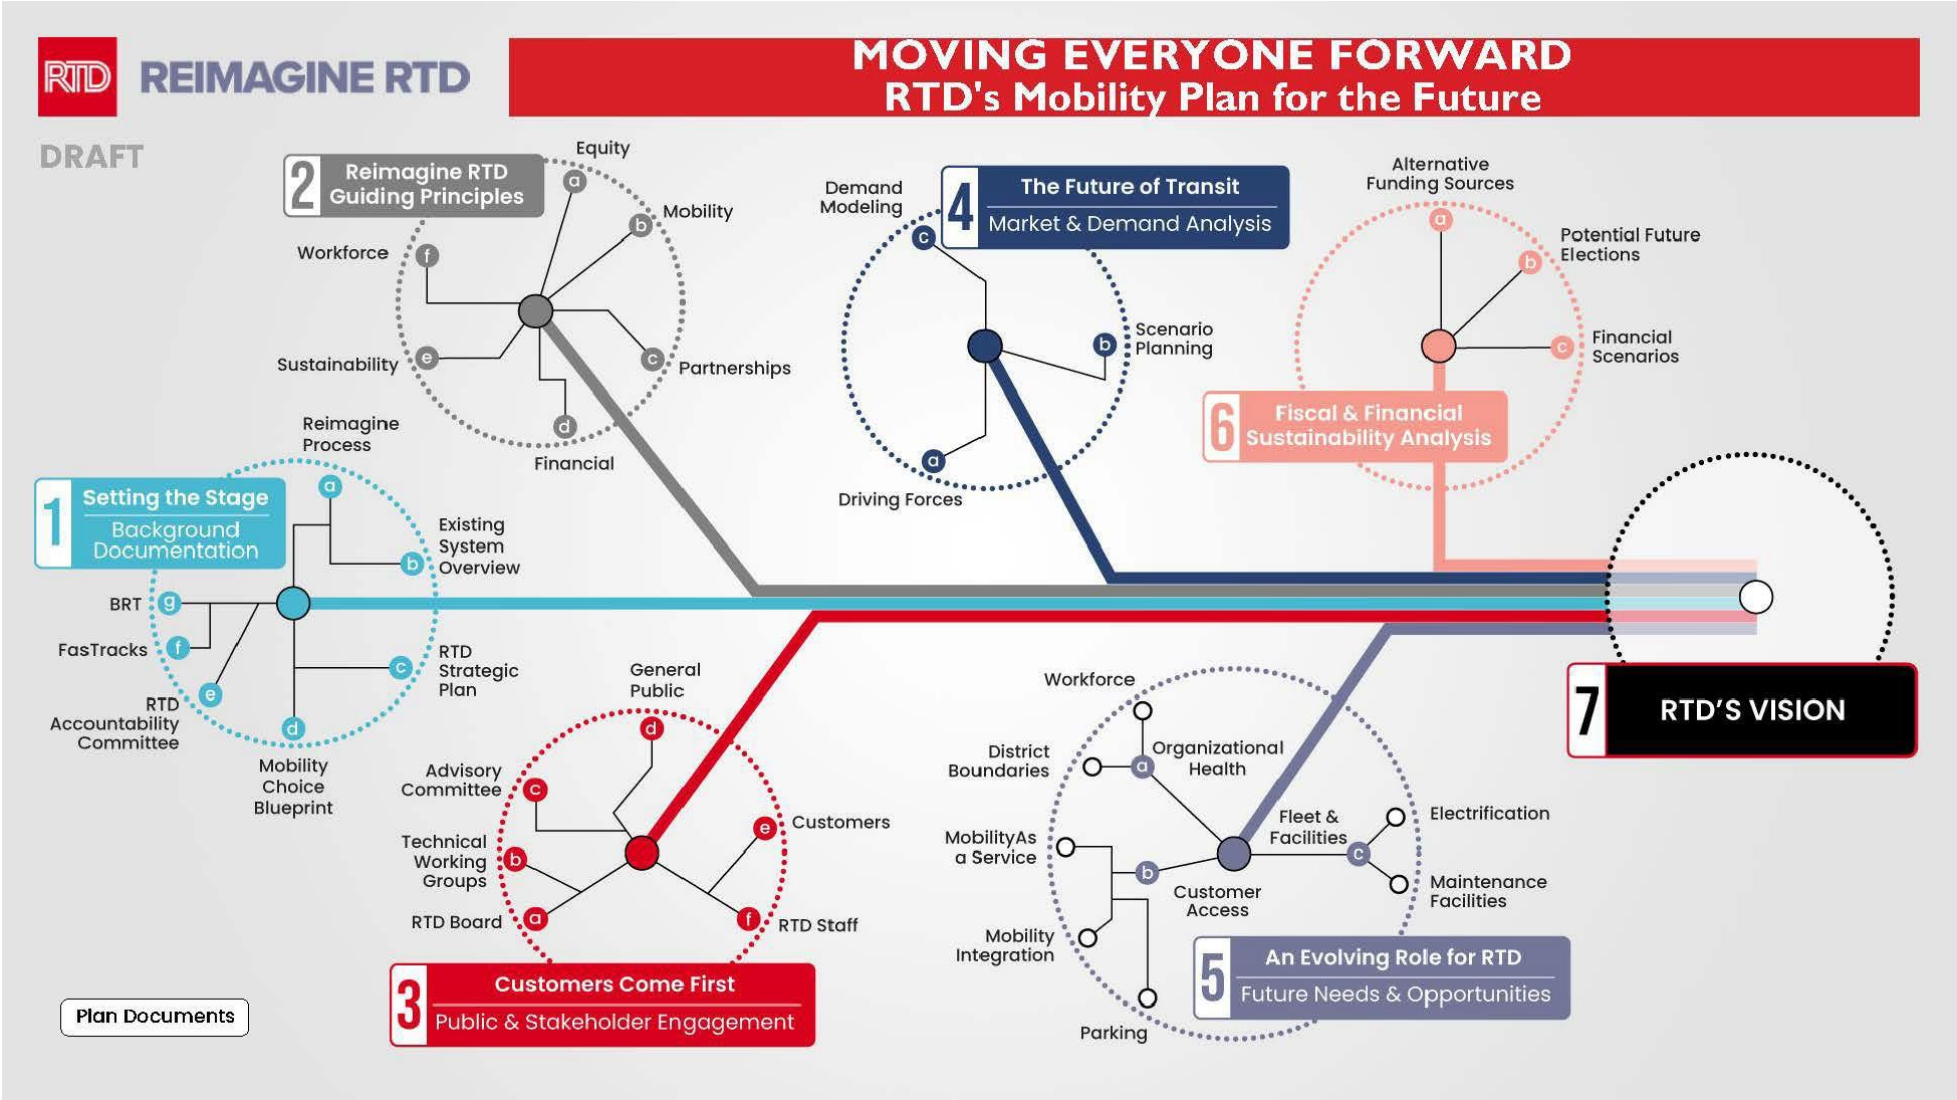 RTD
REIMAGINE RTD
MOVING EVERYONE FORWARD
RTD's Mobility Plan for the Future
DRAFT
2
Reimagine RTD
Guiding Principles
Equity
a
Mobility
b
Workforce
f
Sustainability
e
Partnerships
c
d
Financial
4
The Future of Transit
Market & Demand Analysis
Demand
Modeling
c
Scenario
Planning
b
a
Driving Forces
Alternative
Funding Sources
a
Potential Future
Elections
b
Financial
Scenarios
c
6
Fiscal & Financial
Sustainability Analysis
1
Setting the Stage
Background
Documentation
Reimagine
Process
a
Existing
System
Overview
b
BRT
g
FasTracks
f
RTD
Accountability
Committee
e
RTD
Strategic
Plan
c
d
Mobility
Choice
Blueprint
General
Public
d
Advisory
Committee
c
Technical
Working
Groups
b
RTD Board
a
Customers
e
RTD Staff
f
3
Customers Come First
Public & Stakeholder Engagement
Workforce
District
Boundaries
a
Organizational
Health
MobilityAs
a Service
b
Customer
Access
Mobility
Integration
Parking
Fleet &
Facilities
c
Electrification
Maintenance
Facilities
5
An Evolving Role for RTD
Future Needs & Opportunities
7
RTD'S VISION
Plan Documents